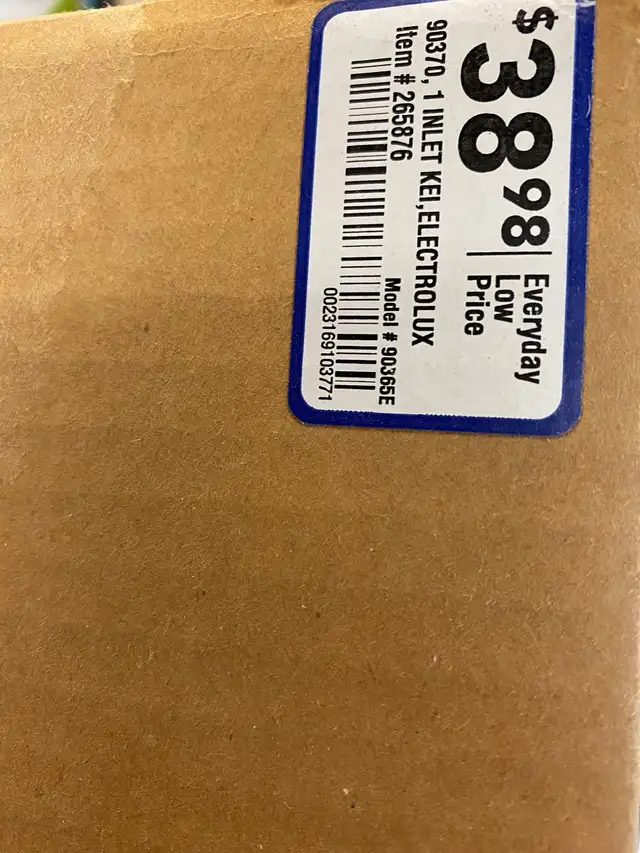 $38.98
Everyday
Low
Price
90370, 1 INLET KEI,ELECTROLUX
Item # 265876
Model # 90365E
0023169103771